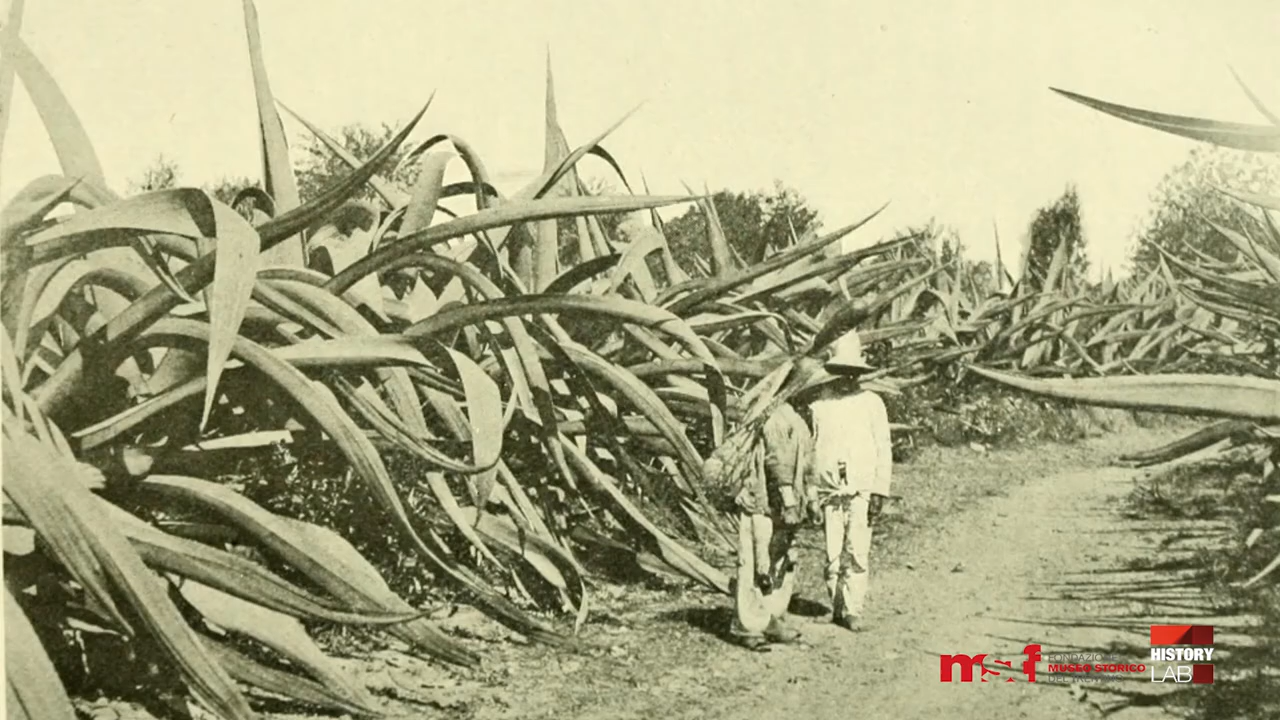 msf
FONDAZIONE
MUSEO STORICO
DEL TRENTINO
HISTORY
LAB